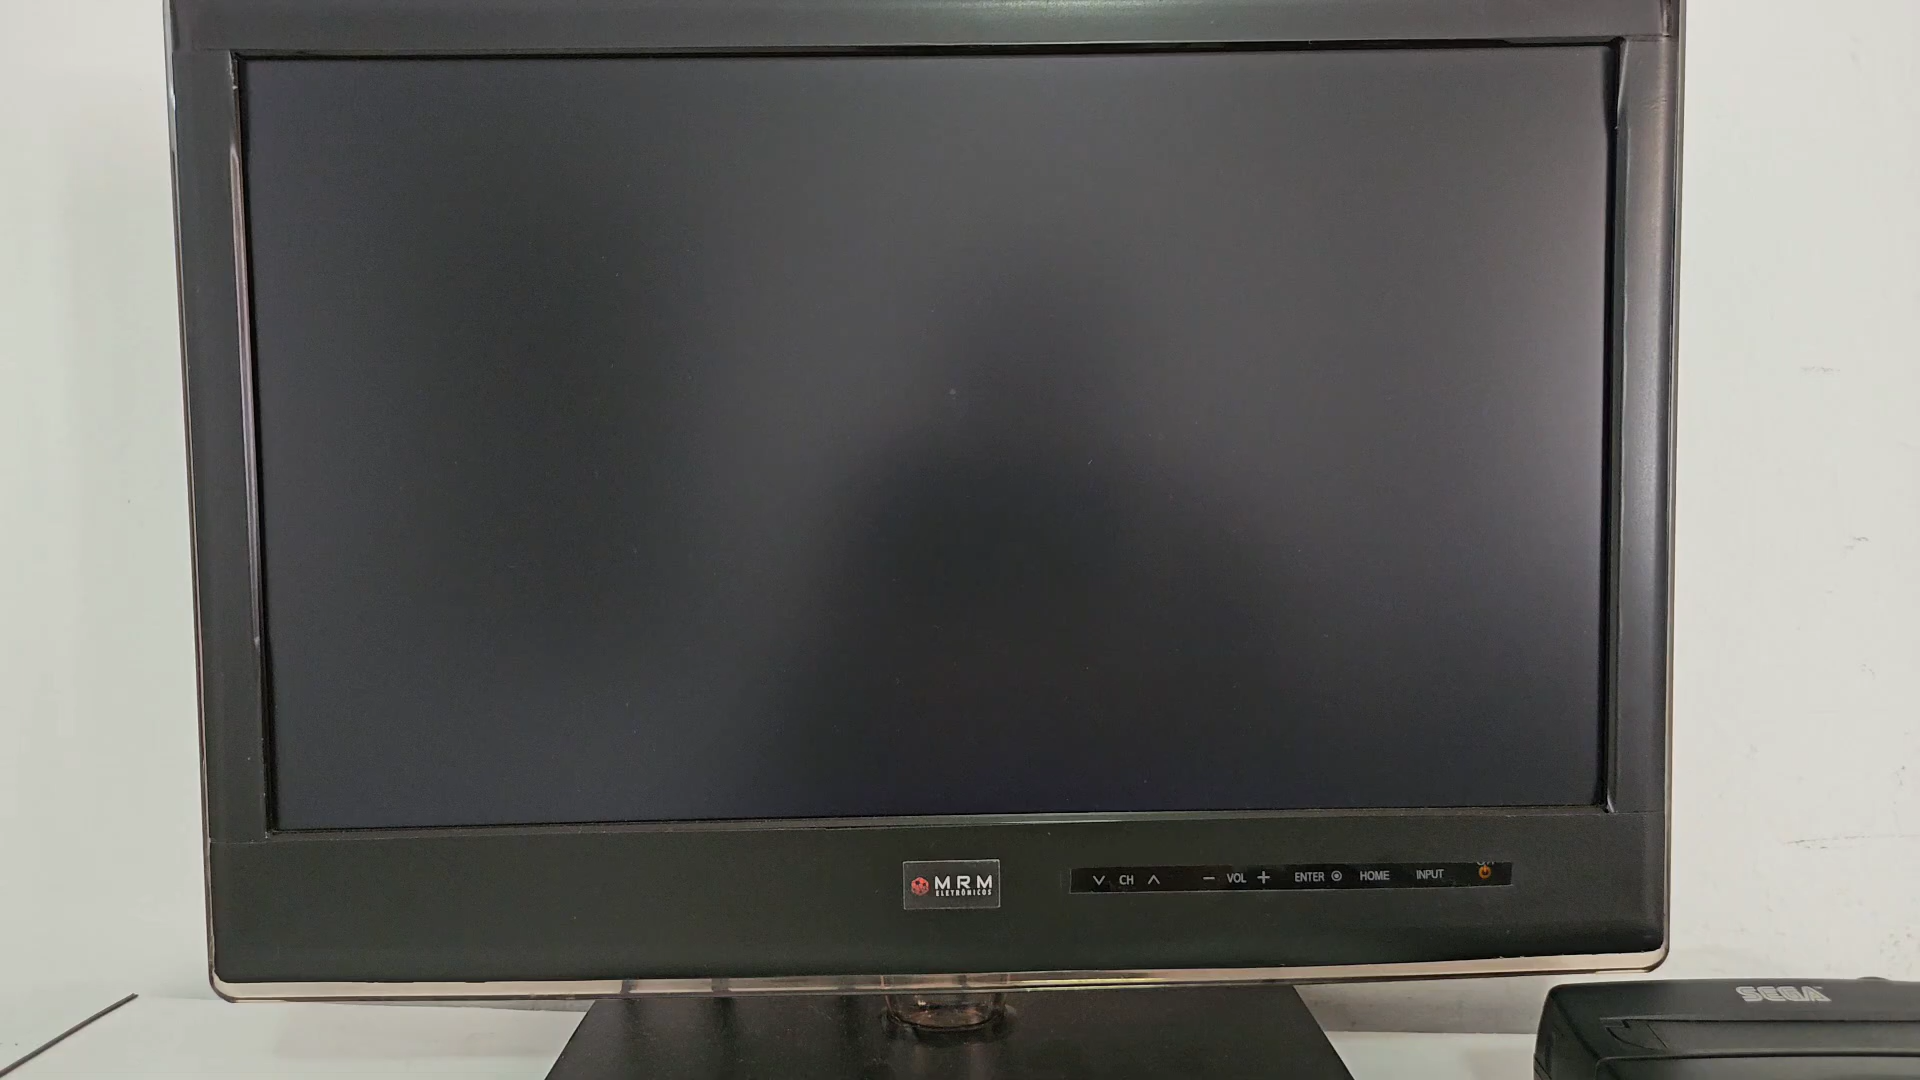 MRM
ELETRÔNICOS
CH
− VOL +
ENTER
HOME
INPUT
SEGA